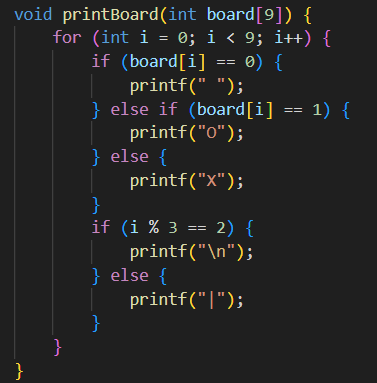 void printBoard(int board[9]) {
    for (int i = 0; i < 9; i++) {
        if (board[i] == 0) {
            printf(" ");
        } else if (board[i] == 1) {
            printf("O");
        } else {
            printf("X");
        }
        if (i % 3 == 2) {
            printf("\n");
        } else {
            printf("|");
        }
    }
}